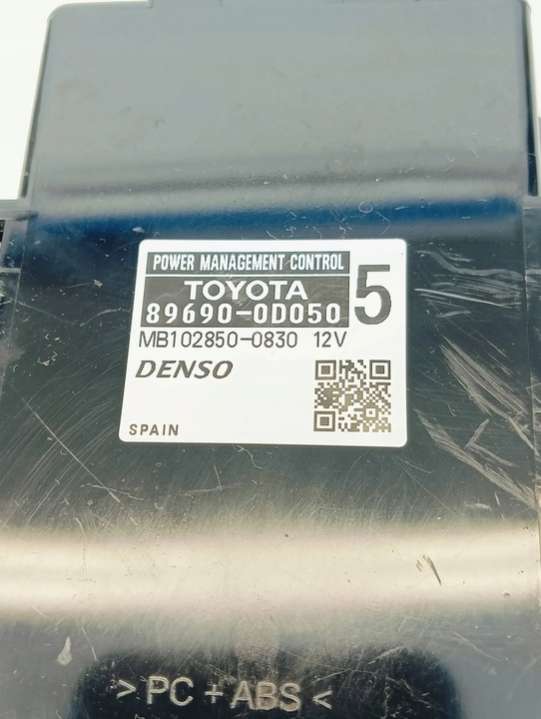 POWER MANAGEMENT CONTROL
TOYOTA
89690-0D050 5
MB102850-0830 12V
DENSO
SPAIN
>PC+ABS<